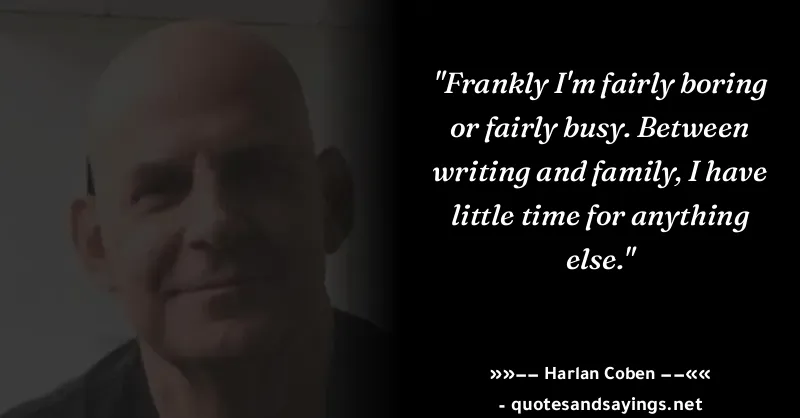 "Frankly I'm fairly boring
or fairly busy. Between
writing and family, I have
little time for anything
else."
»»−− Harlan Coben −−««
- quotesandsayings.net